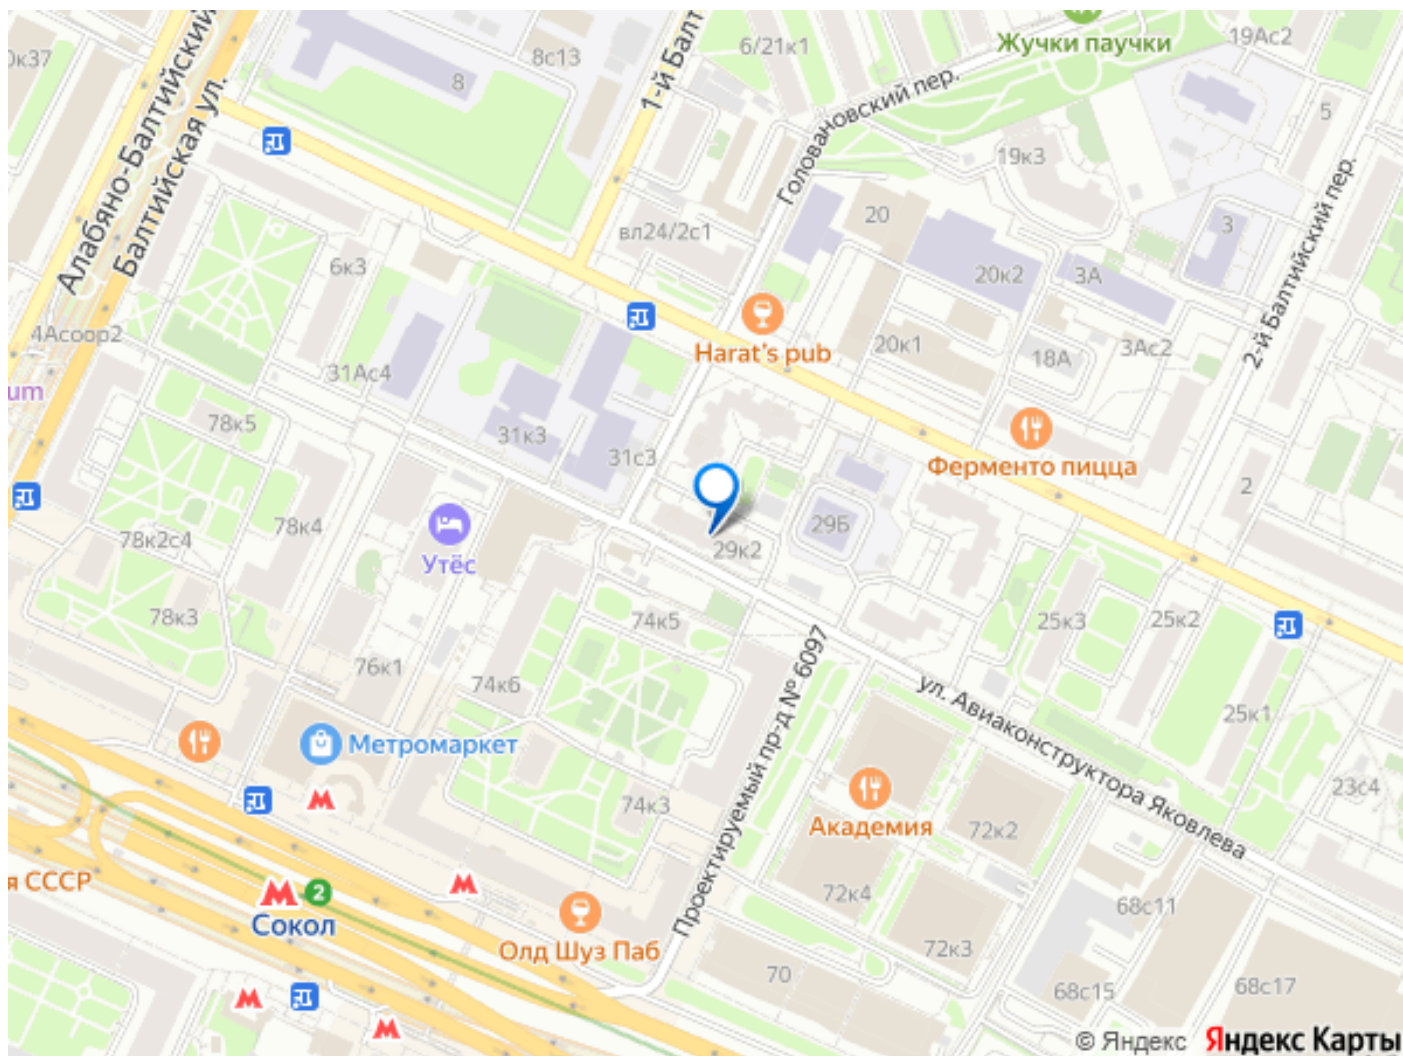 0к37
8
8с13
6/21к1
Жучки паучки
19Ас2
Алабяно-Балтийский
Балтийская ул.
1-й Балт
Головановский пер.
5
19к3
2-й Балтийский пер.
вл24/2с1
20
3
6к3
20к2
3А
4Асоор2
Harat's pub
20к1
18А
3Ас2
um
31Ас4
78к5
31к3
31с3
Ферменто пицца
2
78к4
29Б
78к2с4
Утёс
29к2
78к3
74к5
25к3
25к2
76к1
74к6
Проектируемый пр-д № 6097
ул. Авиаконструктора Яковлева
25к1
Метромаркет
23с4
74к3
Академия
72к2
я СССР
2
Сокол
72к4
68с11
Олд Шуз Паб
72к3
70
68с15
68с17
© Яндекс Яндекс Карты